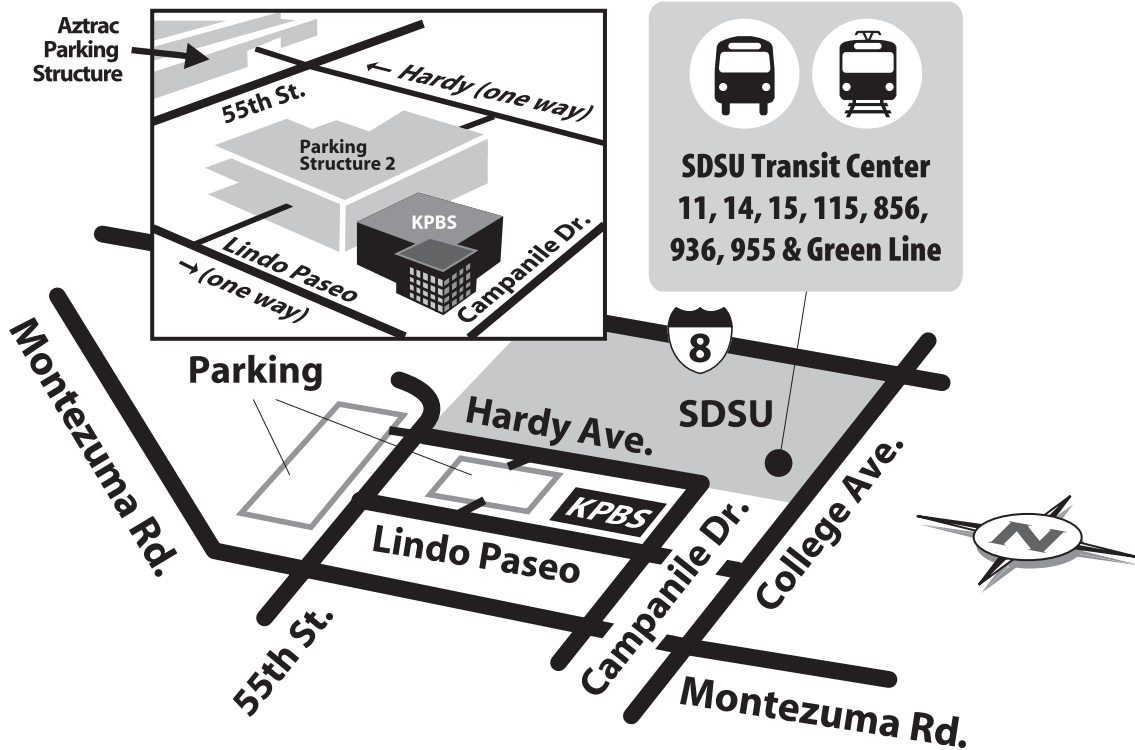 Aztrac
Parking
Structure
← Hardy (one way)
55th St.
Parking
Structure 2
KPBS
Campanile Dr.
Lindo Paseo
→ (one way)
SDSU Transit Center
11, 14, 15, 115, 856,
936, 955 & Green Line
8
Montezuma Rd.
Parking
Hardy Ave.
SDSU
KPBS
Lindo Paseo
Campanile Dr.
College Ave.
N
55th St.
Montezuma Rd.